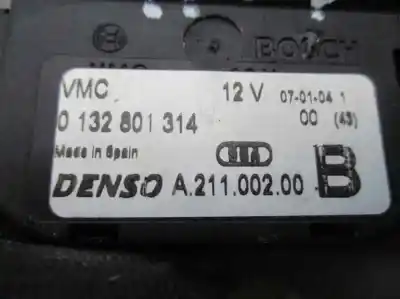 BOSCH
VMC 12 V 07-01-04 1
0 132 801 314 00 (43)
Made in Spain
DENSO A.211.002.00 B